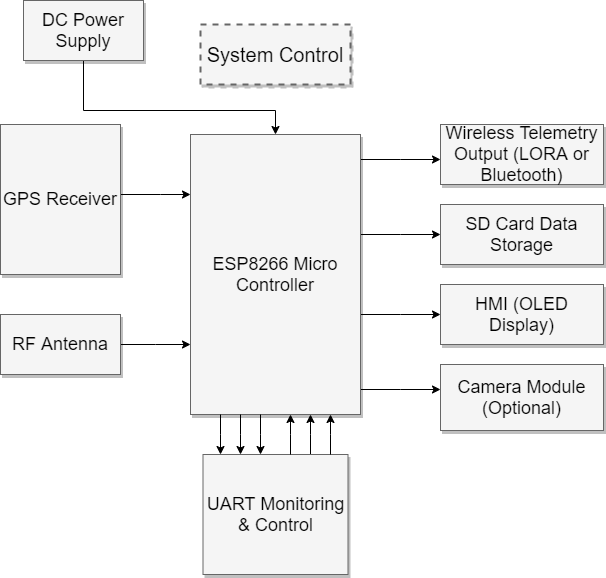 DC Power
Supply
System Control
GPS Receiver
RF Antenna
ESP8266 Micro
Controller
Wireless Telemetry
Output (LORA or
Bluetooth)
SD Card Data
Storage
HMI (OLED
Display)
Camera Module
(Optional)
UART Monitoring
& Control